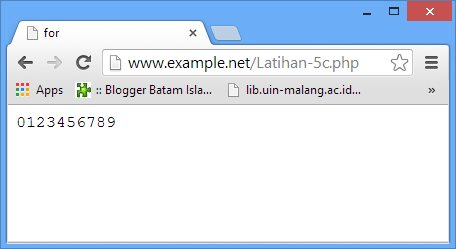 for
www.example.net/Latihan-5c.php
Apps :: Blogger Batam Isla... lib.uin-malang.ac.id... »
0123456789